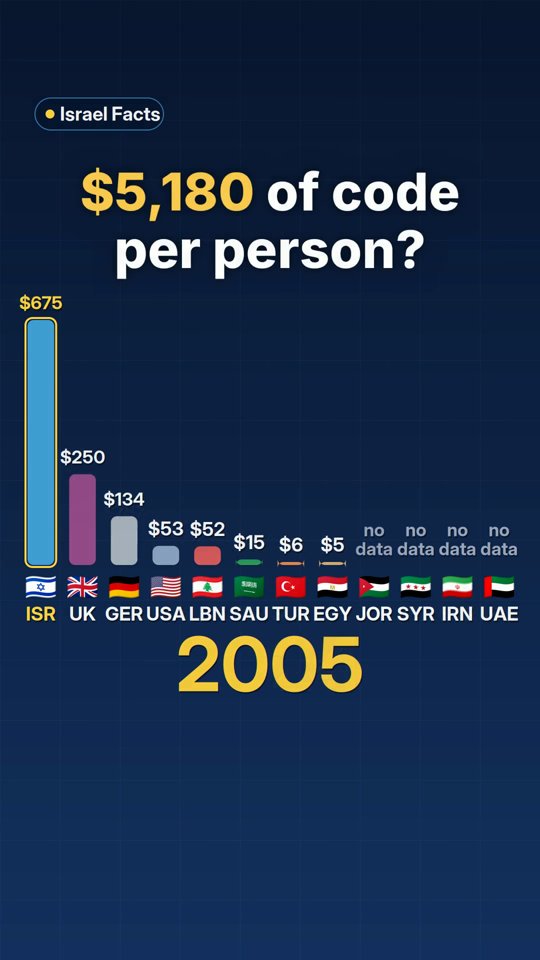 Israel Facts
$5,180 of code
per person?
$675
$250
$134
$53 $52
$15
$6
$5
no data no data no data no data
ISR UK GER USA LBN SAU TUR EGY JOR SYR IRN UAE
2005